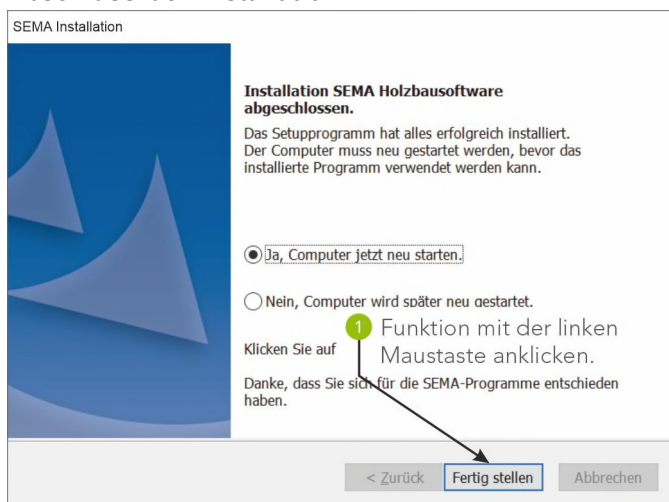 SEMA Installation
Installation SEMA Holzbausoftware
abgeschlossen.
Das Setupprogramm hat alles erfolgreich installiert.
Der Computer muss neu gestartet werden, bevor das
installierte Programm verwendet werden kann.
Ja, Computer jetzt neu starten.
Nein, Computer wird später neu gestartet.
1 Funktion mit der linken
Maustaste anklicken.
Klicken Sie auf
Danke, dass Sie sich für die SEMA-Programme entschieden
haben.
< Zurück Fertig stellen Abbrechen